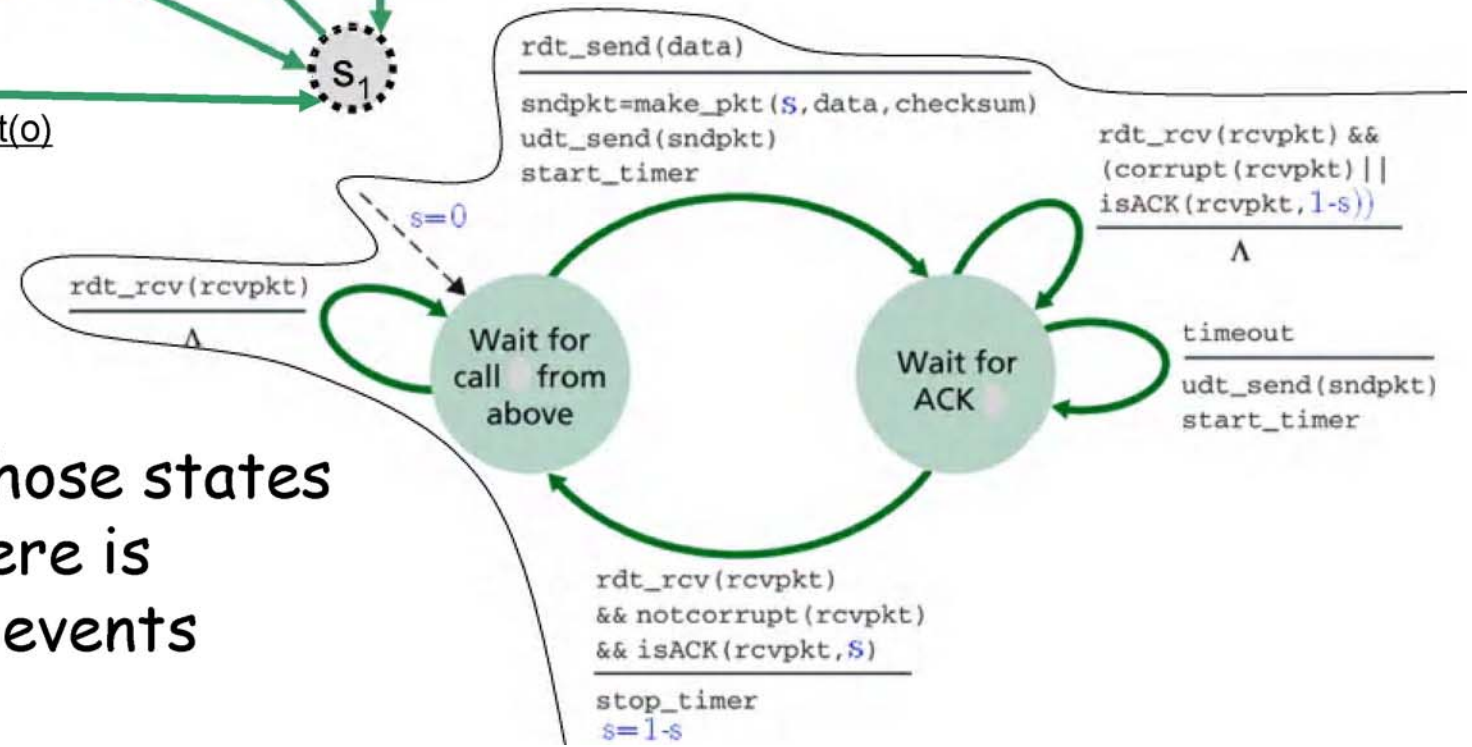 s1
t(o)
rdt_send(data)
sndpkt=make_pkt(s,data,checksum)
udt_send(sndpkt)
start_timer
rdt_rcv(rcvpkt) &&
(corrupt(rcvpkt)||
isACK(rcvpkt,1-s))
Λ
s=0
rdt_rcv(rcvpkt)
Λ
Wait for
call from
above
Wait for
ACK
timeout
udt_send(sndpkt)
start_timer
hose states
ere is
events
rdt_rcv(rcvpkt)
&& notcorrupt(rcvpkt)
&& isACK(rcvpkt,s)
stop_timer
s=1-s